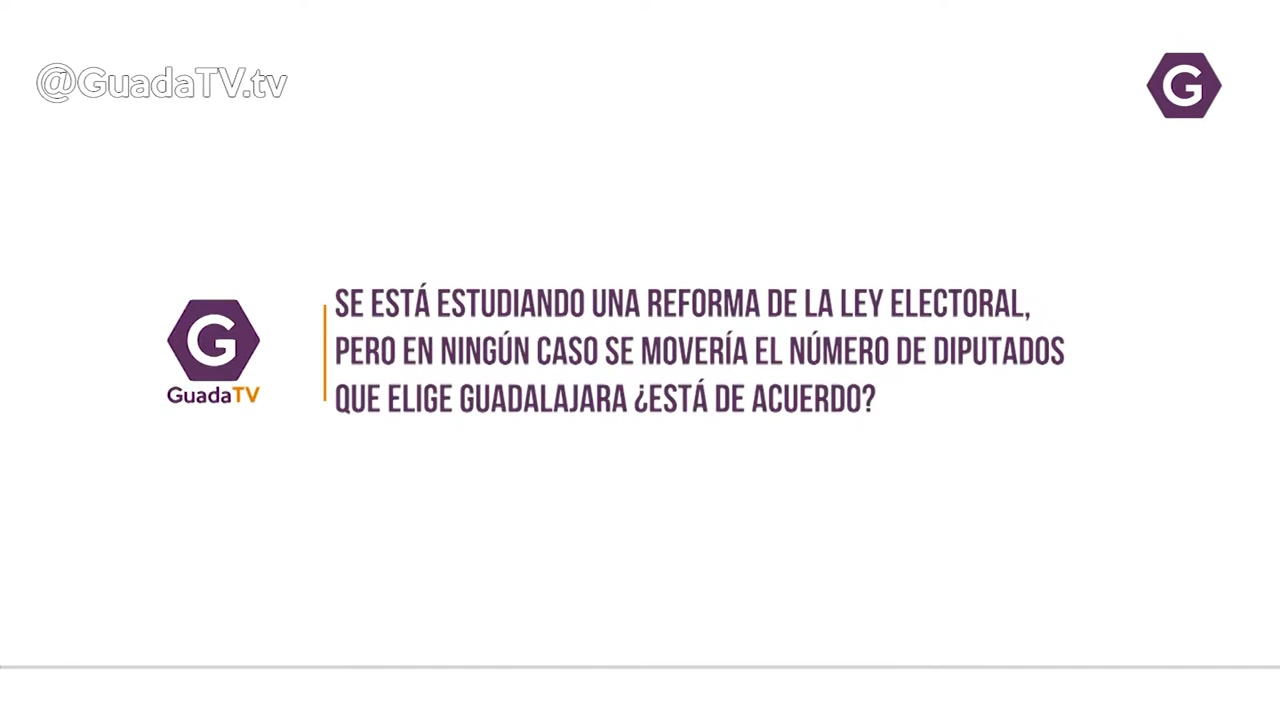 @GuadaTV.tv
G
G
GuadaTV
SE ESTÁ ESTUDIANDO UNA REFORMA DE LA LEY ELECTORAL,
PERO EN NINGÚN CASO SE MOVERÍA EL NÚMERO DE DIPUTADOS
QUE ELIGE GUADALAJARA ¿ESTÁ DE ACUERDO?